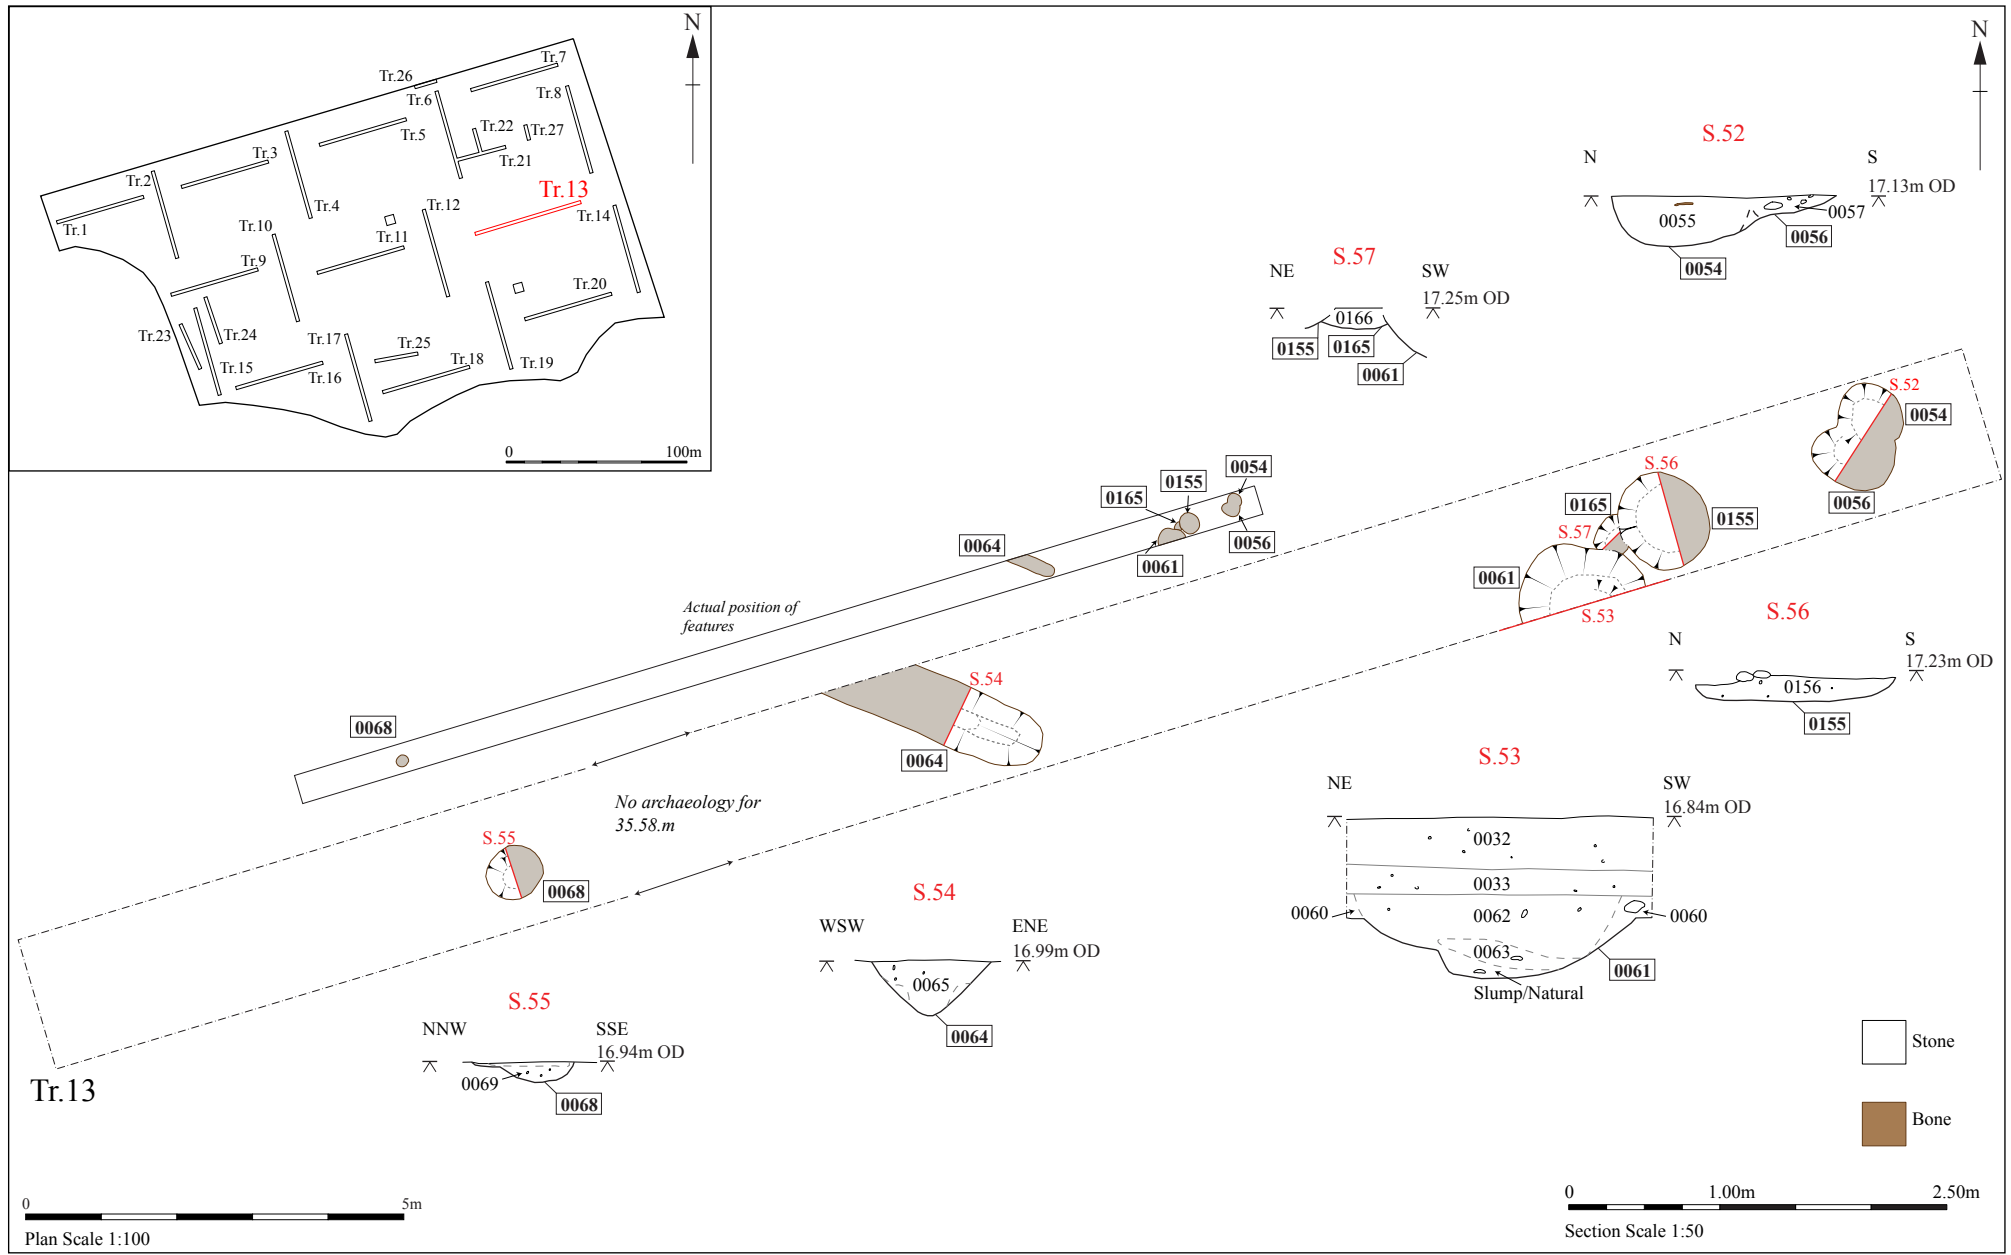 N
Tr.7
Tr.26
Tr.6
Tr.8
Tr.5
Tr.22
Tr.27
Tr.21
Tr.3
Tr.2
Tr.4
Tr.1
Tr.13
Tr.12
Tr.14
Tr.10
Tr.11
Tr.9
Tr.20
Tr.23
Tr.24
Tr.17
Tr.25
Tr.15
Tr.16
Tr.18
Tr.19
0 100m
N
S.52
N S
17.13m OD
0055
0057
0056
0054
S.57
NE SW
17.25m OD
0166
0155
0165
0061
S.52
0054
0056
S.56
0165
0155
S.57
0061
S.53
0054
0155
0165
0056
0061
0064
Actual position of
features
0068
S.54
0064
No archaeology for
35.58.m
S.55
0068
S.56
N S
17.23m OD
0156
0155
S.53
NE SW
16.84m OD
0032
0033
0060
0062
0060
0063
0061
Slump/Natural
S.54
WSW ENE
16.99m OD
0065
0064
S.55
NNW SSE
16.94m OD
0069
0068
Tr.13
Stone
Bone
0 5m
Plan Scale 1:100
0 1.00m 2.50m
Section Scale 1:50